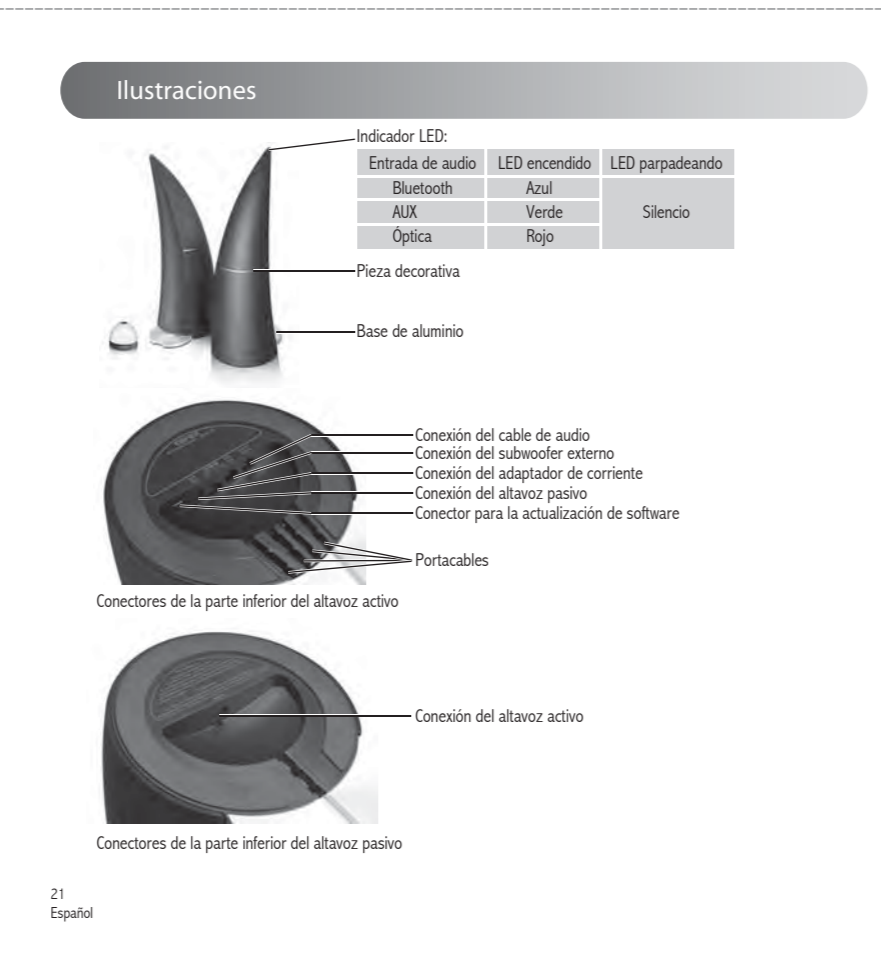 Ilustraciones
Indicador LED:
Entrada de audio LED encendido LED parpadeando
Bluetooth Azul
AUX Verde Silencio
Óptica Rojo
Pieza decorativa
Base de aluminio
Conexión del cable de audio
Conexión del subwoofer externo
Conexión del adaptador de corriente
Conexión del altavoz pasivo
Conector para la actualización de software
Portacables
Conectores de la parte inferior del altavoz activo
Conexión del altavoz activo
Conectores de la parte inferior del altavoz pasivo
21
Español